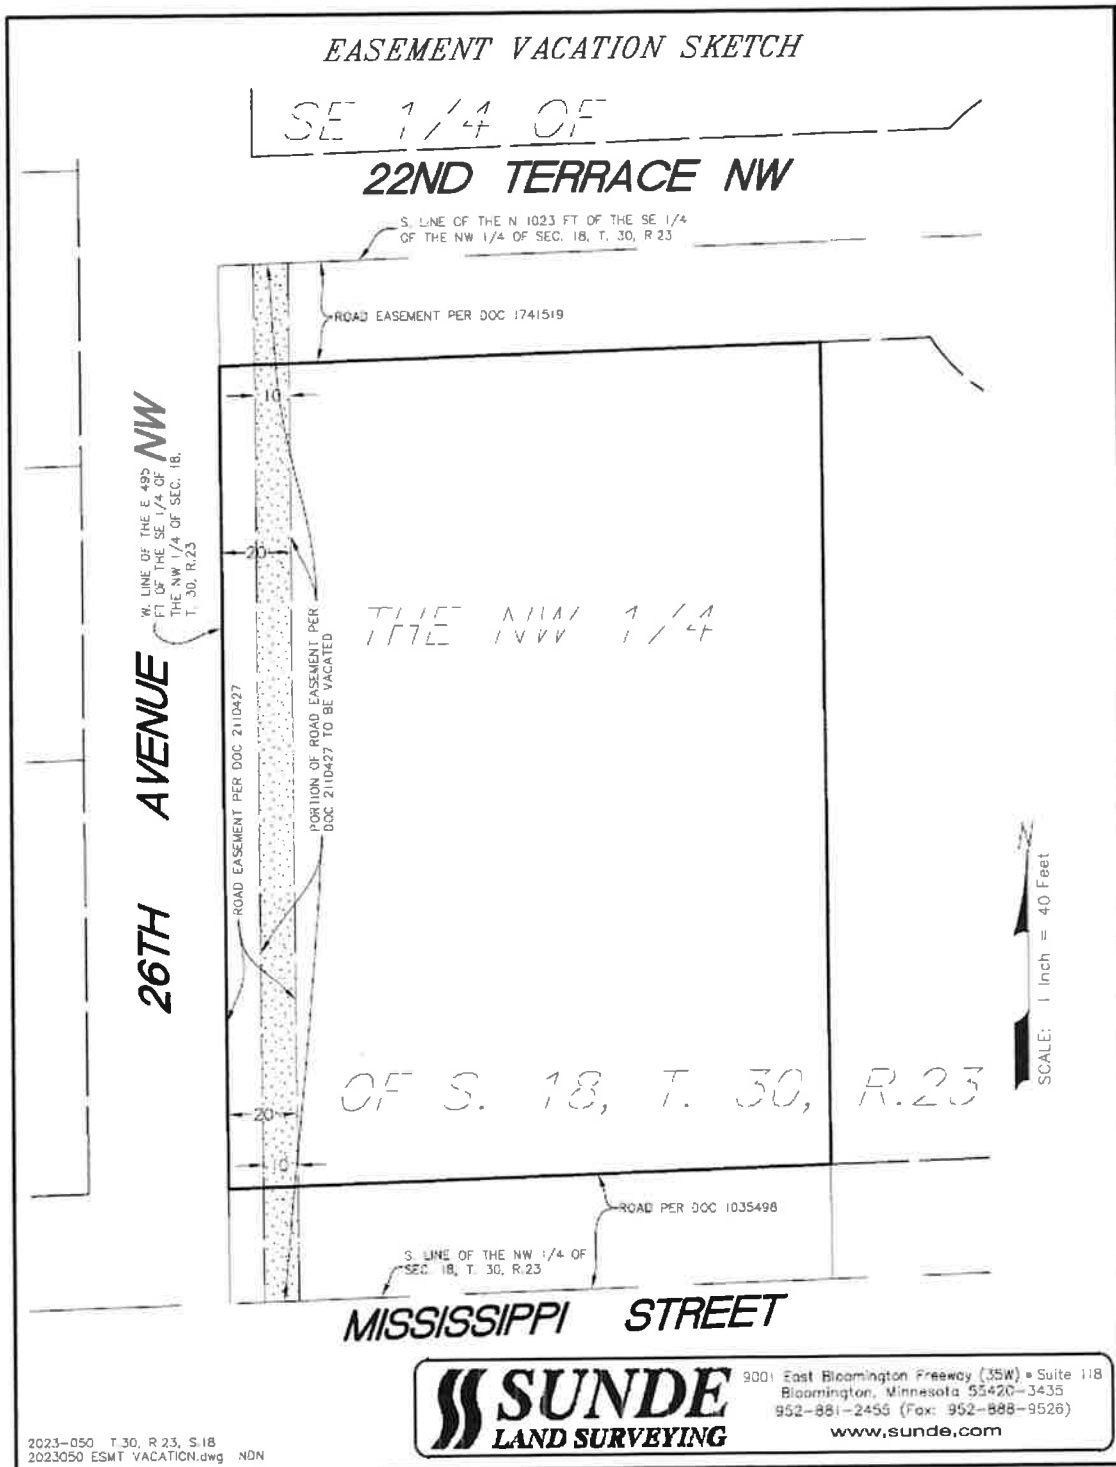 EASEMENT VACATION SKETCH
SE 1/4 OF
22ND TERRACE NW
S. LINE OF THE N 1023 FT OF THE SE 1/4
OF THE NW 1/4 OF SEC. 18, T. 30, R.23
ROAD EASEMENT PER DOC 1741519
10
20
W. LINE OF THE E 495
FT OF THE SE 1/4 OF
THE NW 1/4 OF SEC. 18,
T. 30, R.23
26TH AVENUE NW
THE NW 1/4
ROAD EASEMENT PER DOC 2110427
PORTION OF ROAD EASEMENT PER
DOC 2110427 TO BE VACATED
N
SCALE: 1 Inch = 40 Feet
OF S. 18, T. 30, R.23
20
10
ROAD PER DOC 1035498
S. LINE OF THE NW 1/4 OF
SEC. 18, T. 30, R.23
MISSISSIPPI STREET
SUNDE
LAND SURVEYING
9001 East Bloomington Freeway (35W) • Suite 118
Bloomington, Minnesota 55420-3435
952-881-2455 (Fax: 952-888-9526)
www.sunde.com
2023-050 T.30, R.23, S.18
2023050 ESMT VACATION.dwg NDN